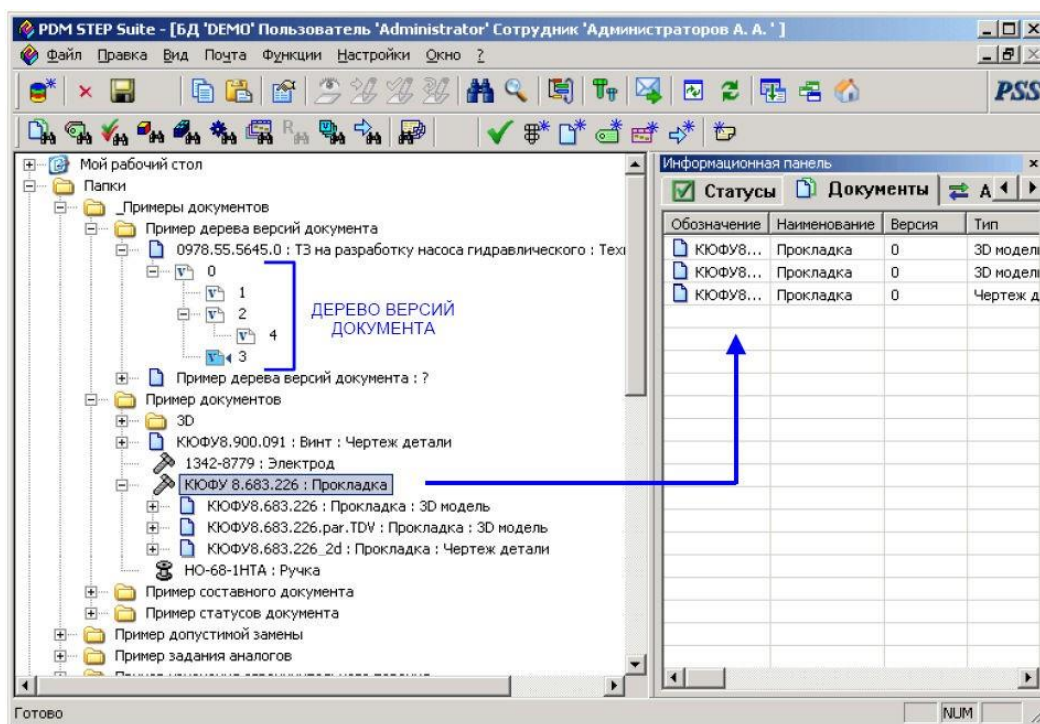 PDM STEP Suite - [БД 'DEMO' Пользователь 'Administrator' Сотрудник 'Администраторов А. А. ' ]
Файл Правка Вид Почта Функции Настройки Окно ?
PSS
Мой рабочий стол
Папки
_Примеры документов
Пример дерева версий документа
0978.55.5645.0 : ТЗ на разработку насоса гидравлического : Техн
0
1
2
4
3
ДЕРЕВО ВЕРСИЙ
ДОКУМЕНТА
Пример дерева версий документа : ?
Пример документов
3D
КЮФУ8.900.091 : Винт : Чертеж детали
1342-8779 : Электрод
КЮФУ 8.683.226 : Прокладка
КЮФУ8.683.226 : Прокладка : 3D модель
КЮФУ8.683.226.par.TDV : Прокладка : 3D модель
КЮФУ8.683.226_2d : Прокладка : Чертеж детали
НО-68-1НТА : Ручка
Пример составного документа
Пример статусов документа
Пример допустимой замены
Пример задания аналогов
Информационная панель
Статусы Документы А
Обозначение Наименование Версия Тип
КЮФУ8... Прокладка 0 3D модель
КЮФУ8... Прокладка 0 3D модель
КЮФУ8... Прокладка 0 Чертеж д
Готово
NUM